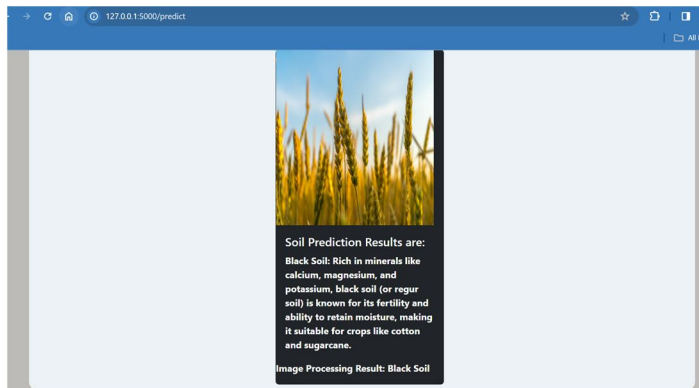 127.0.0.1:5000/predict
All
Soil Prediction Results are:
Black Soil: Rich in minerals like
calcium, magnesium, and
potassium, black soil (or regur
soil) is known for its fertility and
ability to retain moisture, making
it suitable for crops like cotton
and sugarcane.
Image Processing Result: Black Soil